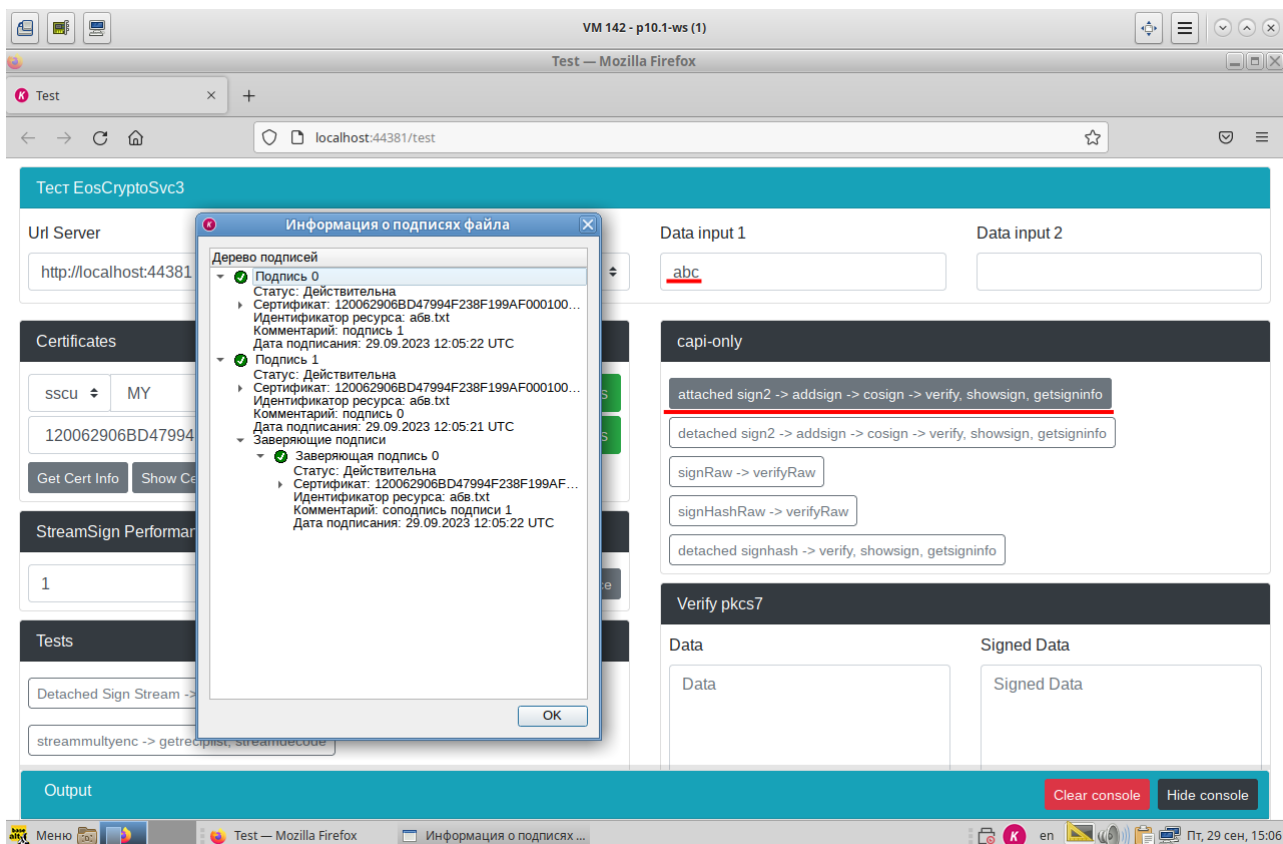 VM 142 - p10.1-ws (1)
Test — Mozilla Firefox
Test
localhost:44381/test
Тест EosCryptoSvc3
Url Server
Data input 1
Data input 2
http://localhost:44381
abc
Информация о подписях файла
Дерево подписей
Подпись 0
Статус: Действительна
Сертификат: 120062906BD47994F238F199AF000100...
Идентификатор ресурса: абв.txt
Комментарий: подпись 1
Дата подписания: 29.09.2023 12:05:22 UTC
Подпись 1
Статус: Действительна
Сертификат: 120062906BD47994F238F199AF000100...
Идентификатор ресурса: абв.txt
Комментарий: подпись 0
Дата подписания: 29.09.2023 12:05:21 UTC
Заверяющие подписи
Заверяющая подпись 0
Статус: Действительна
Сертификат: 120062906BD47994F238F199AF...
Идентификатор ресурса: абв.txt
Комментарий: соподпись подписи 1
Дата подписания: 29.09.2023 12:05:22 UTC
OK
Certificates
sscu
MY
s
120062906BD47994
s
Get Cert Info
Show Ce
StreamSign Performan
1
ce
Tests
Detached Sign Stream ->
streammultyenc -> getreciplist, streamdecode
capi-only
attached sign2 -> addsign -> cosign -> verify, showsign, getsigninfo
detached sign2 -> addsign -> cosign -> verify, showsign, getsigninfo
signRaw -> verifyRaw
signHashRaw -> verifyRaw
detached signhash -> verify, showsign, getsigninfo
Verify pkcs7
Data
Signed Data
Data
Signed Data
Output
Clear console
Hide console
Меню
Test — Mozilla Firefox
Информация о подписях ...
K
en
Пт, 29 сен, 15:06